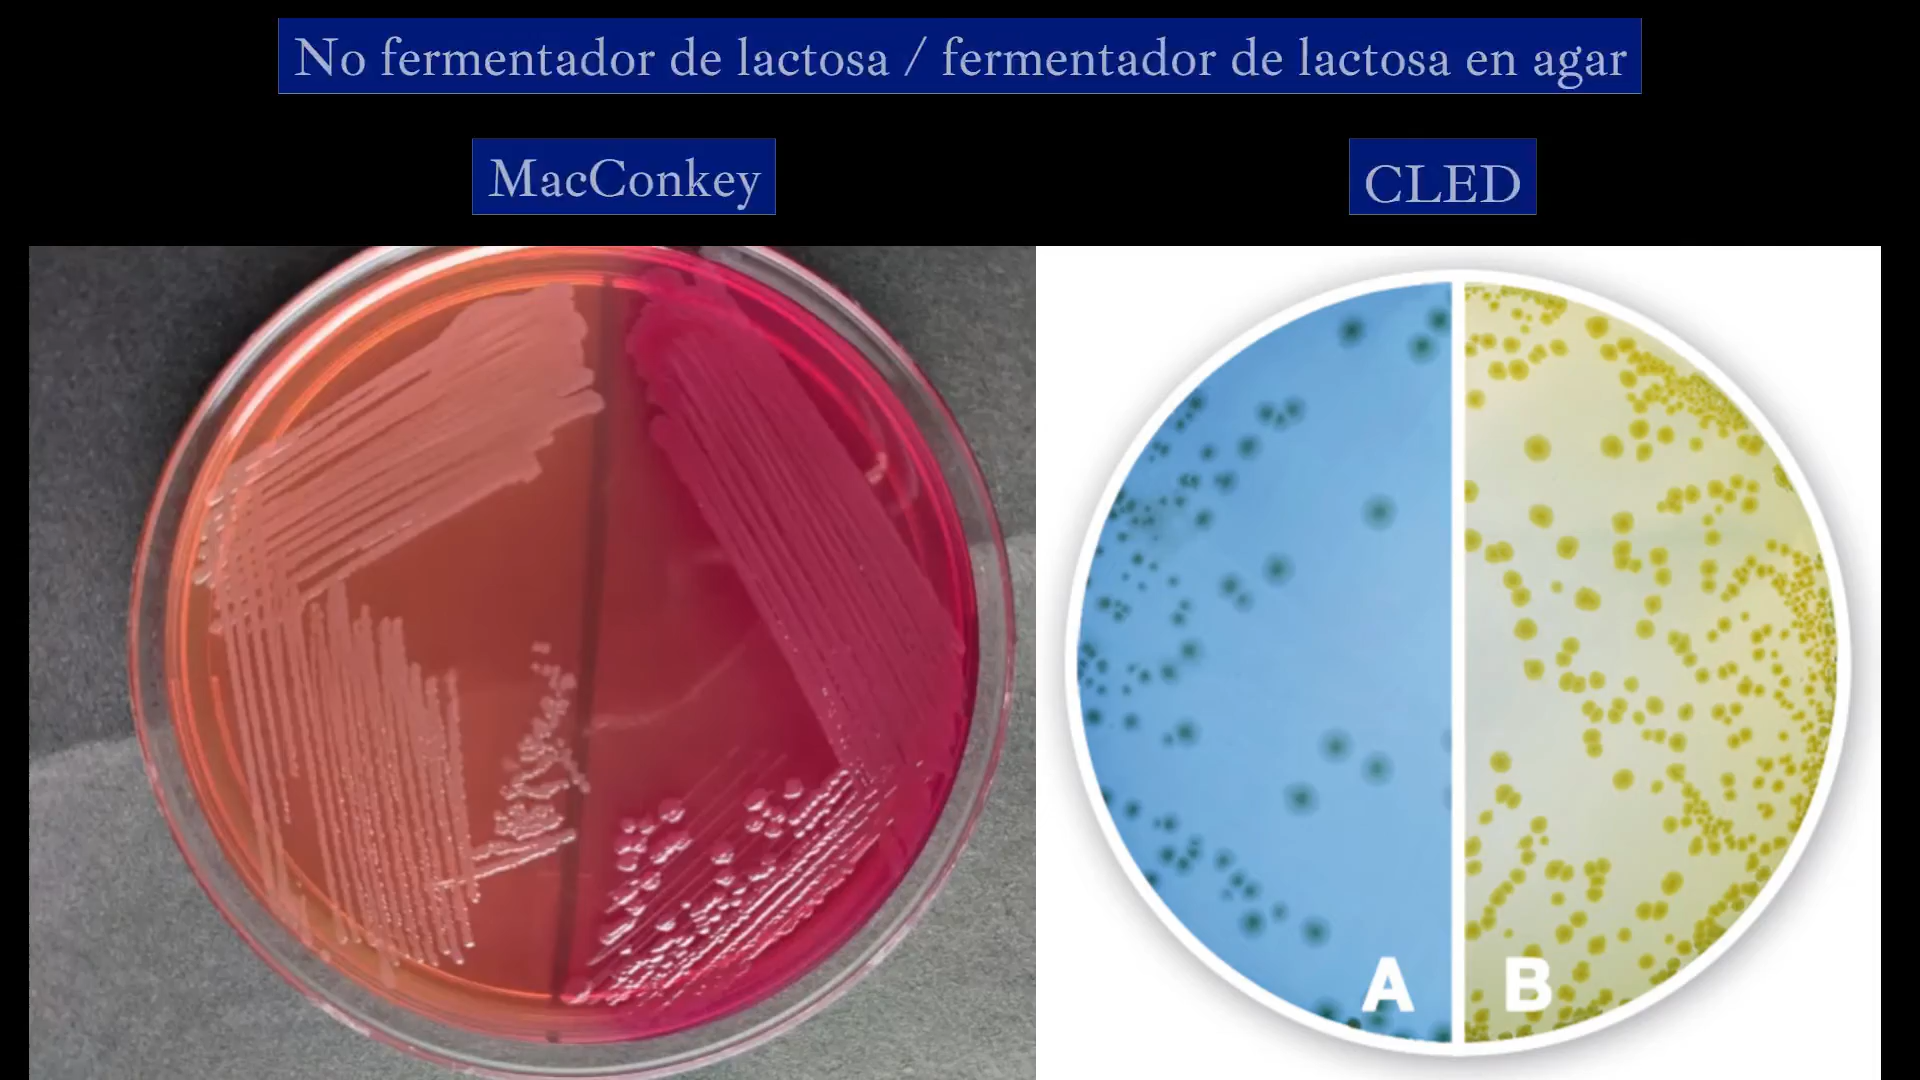 No fermentador de lactosa / fermentador de lactosa en agar
MacConkey
CLED
A
B